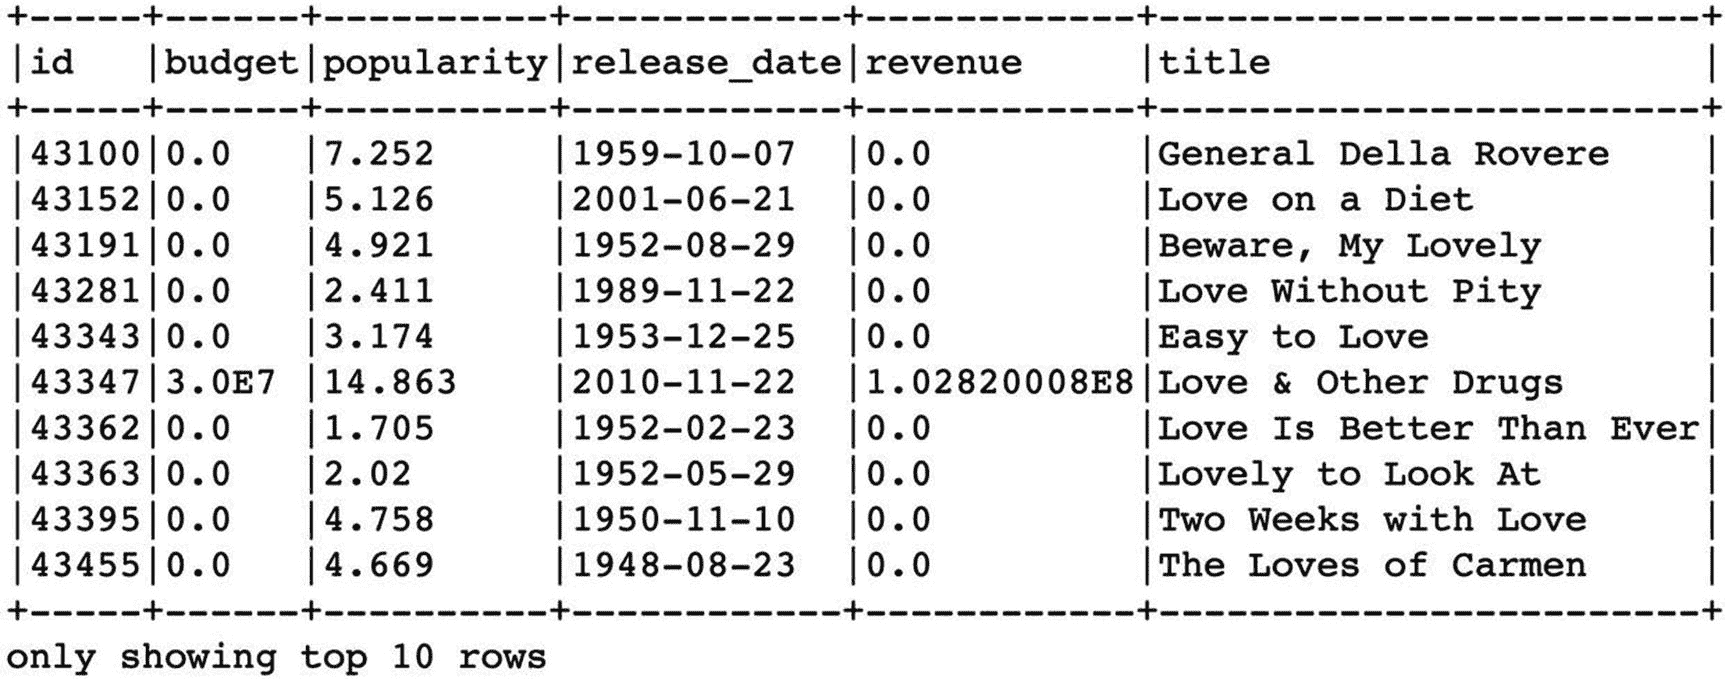 +-----+------+----------+------------+------------+------------------------+
|id   |budget|popularity|release_date|revenue     |title                   |
+-----+------+----------+------------+------------+------------------------+
|43100|0.0   |7.252     |1959-10-07  |0.0         |General Della Rovere    |
|43152|0.0   |5.126     |2001-06-21  |0.0         |Love on a Diet          |
|43191|0.0   |4.921     |1952-08-29  |0.0         |Beware, My Lovely       |
|43281|0.0   |2.411     |1989-11-22  |0.0         |Love Without Pity       |
|43343|0.0   |3.174     |1953-12-25  |0.0         |Easy to Love            |
|43347|3.0E7 |14.863    |2010-11-22  |1.02820008E8|Love & Other Drugs      |
|43362|0.0   |1.705     |1952-02-23  |0.0         |Love Is Better Than Ever|
|43363|0.0   |2.02      |1952-05-29  |0.0         |Lovely to Look At       |
|43395|0.0   |4.758     |1950-11-10  |0.0         |Two Weeks with Love     |
|43455|0.0   |4.669     |1948-08-23  |0.0         |The Loves of Carmen     |
+-----+------+----------+------------+------------+------------------------+
only showing top 10 rows